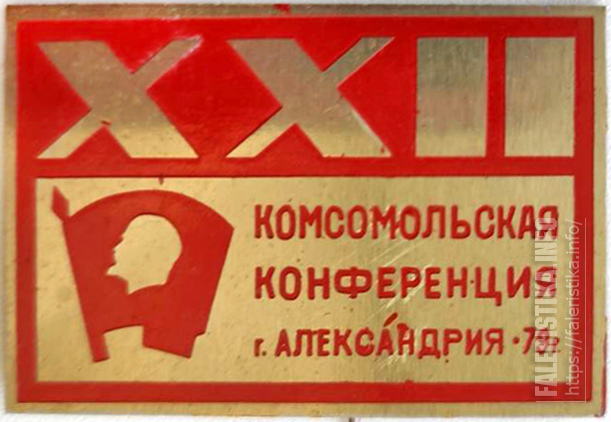 XXII
КОМСОМОЛЬСКАЯ
КОНФЕРЕНЦИЯ
г. АЛЕКСА́НДРИЯ
FALERISTIKA.INFO
https://faleristika.info/